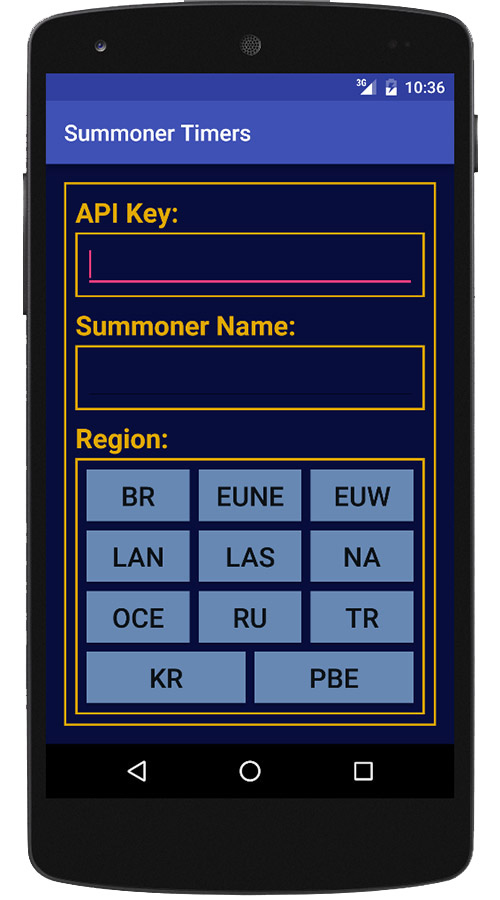 3G 10:36
Summoner Timers
API Key:
Summoner Name:
Region:
BR EUNE EUW
LAN LAS NA
OCE RU TR
KR PBE